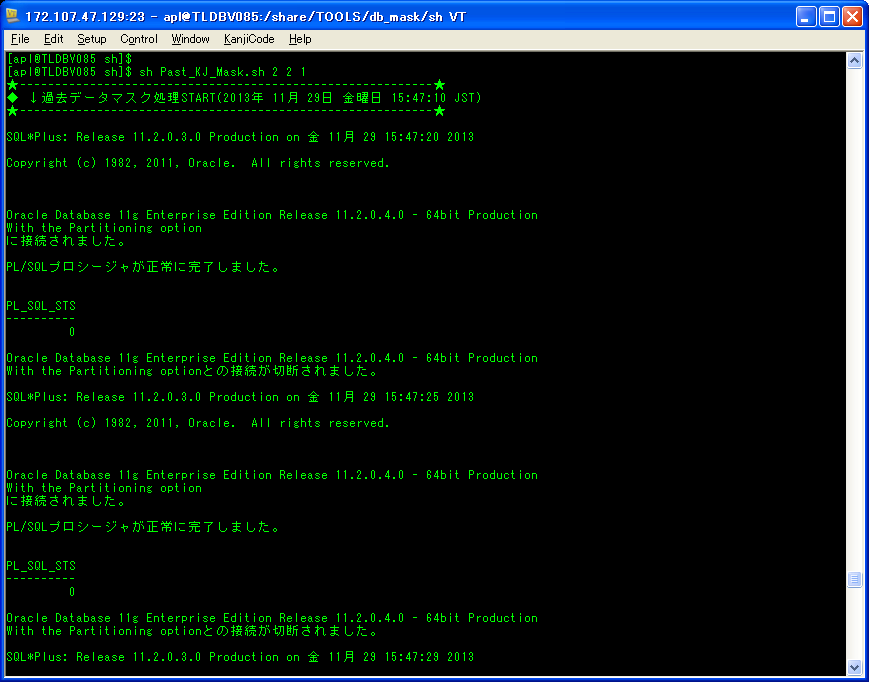 172.107.47.129:23 - apl@TLDBV085:/share/TOOLS/db_mask/sh VT
File Edit Setup Control Window KanjiCode Help
[apl@TLDBV085 sh]$
[apl@TLDBV085 sh]$ sh Past_KJ_Mask.sh 2 2 1
★-----------------------------------------------------------★
◆ ↓過去データマスク処理START(2013年 11月 29日 金曜日 15:47:10 JST)
★-----------------------------------------------------------★
SQL*Plus: Release 11.2.0.3.0 Production on 金 11月 29 15:47:20 2013
Copyright (c) 1982, 2011, Oracle.  All rights reserved.
Oracle Database 11g Enterprise Edition Release 11.2.0.4.0 - 64bit Production
With the Partitioning option
に接続されました。
PL/SQLプロシージャが正常に完了しました。
PL_SQL_STS
----------
0
Oracle Database 11g Enterprise Edition Release 11.2.0.4.0 - 64bit Production
With the Partitioning optionとの接続が切断されました。
SQL*Plus: Release 11.2.0.3.0 Production on 金 11月 29 15:47:25 2013
Copyright (c) 1982, 2011, Oracle.  All rights reserved.
Oracle Database 11g Enterprise Edition Release 11.2.0.4.0 - 64bit Production
With the Partitioning option
に接続されました。
PL/SQLプロシージャが正常に完了しました。
PL_SQL_STS
----------
0
Oracle Database 11g Enterprise Edition Release 11.2.0.4.0 - 64bit Production
With the Partitioning optionとの接続が切断されました。
SQL*Plus: Release 11.2.0.3.0 Production on 金 11月 29 15:47:29 2013